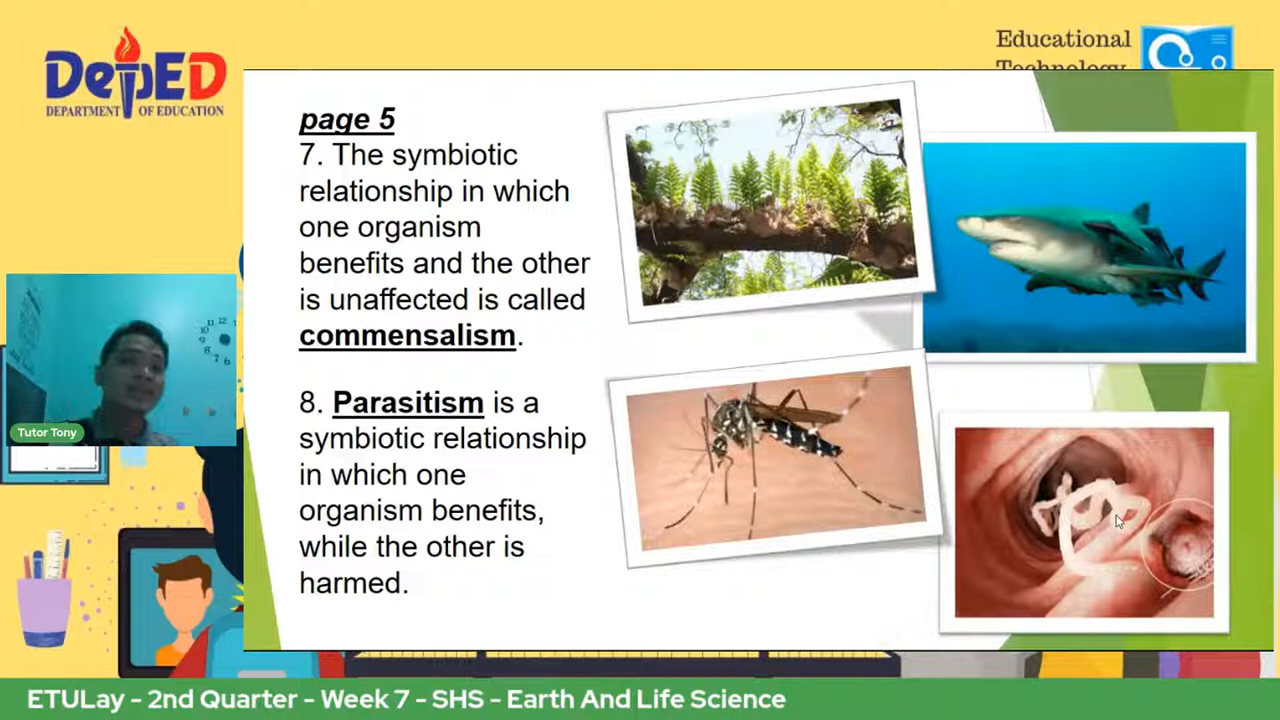 DepED
DEPARTMENT OF EDUCATION
Educational
Technology
page 5
7. The symbiotic
relationship in which
one organism
benefits and the other
is unaffected is called
commensalism.
8. Parasitism is a
symbiotic relationship
in which one
organism benefits,
while the other is
harmed.
Tutor Tony
ETULay - 2nd Quarter - Week 7 - SHS - Earth And Life Science